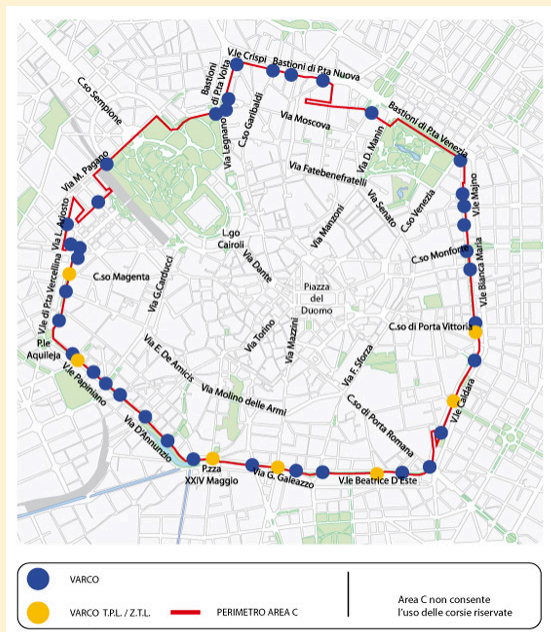 V.le Crispi
Bastioni di P.ta Nuova
Bastioni
di P.ta Volta
C.so Sempione
C.so Garibaldi
Via Legnano
Via Moscova
Bastioni di P.ta Venezia
Via D. Manin
Via M. Pagano
Via Fatebenefratelli
Via Senato
C.so Venezia
V.le Majno
Via L. Ariosto
Via Manzoni
L.go
Cairoli
C.so Monforte
V.le Bianca Maria
Via Dante
V.le di P.ta Vercellina
C.so Magenta
Via G.Carducci
Piazza
del
Duomo
C.so di Porta Vittoria
P.le
Aquileja
Via Torino
Via Mazzini
Via E. De Amicis
Via F. Sforza
V.le Papiniano
Via Molino delle Armi
V.le Caldara
C.so di Porta Romana
Via D'Annunzio
P.zza
XXIV Maggio
Via G. Galeazzo
V.le Beatrice D'Este
VARCO
VARCO T.P.L. / Z.T.L.
PERIMETRO AREA C
Area C non consente
l'uso delle corsie riservate